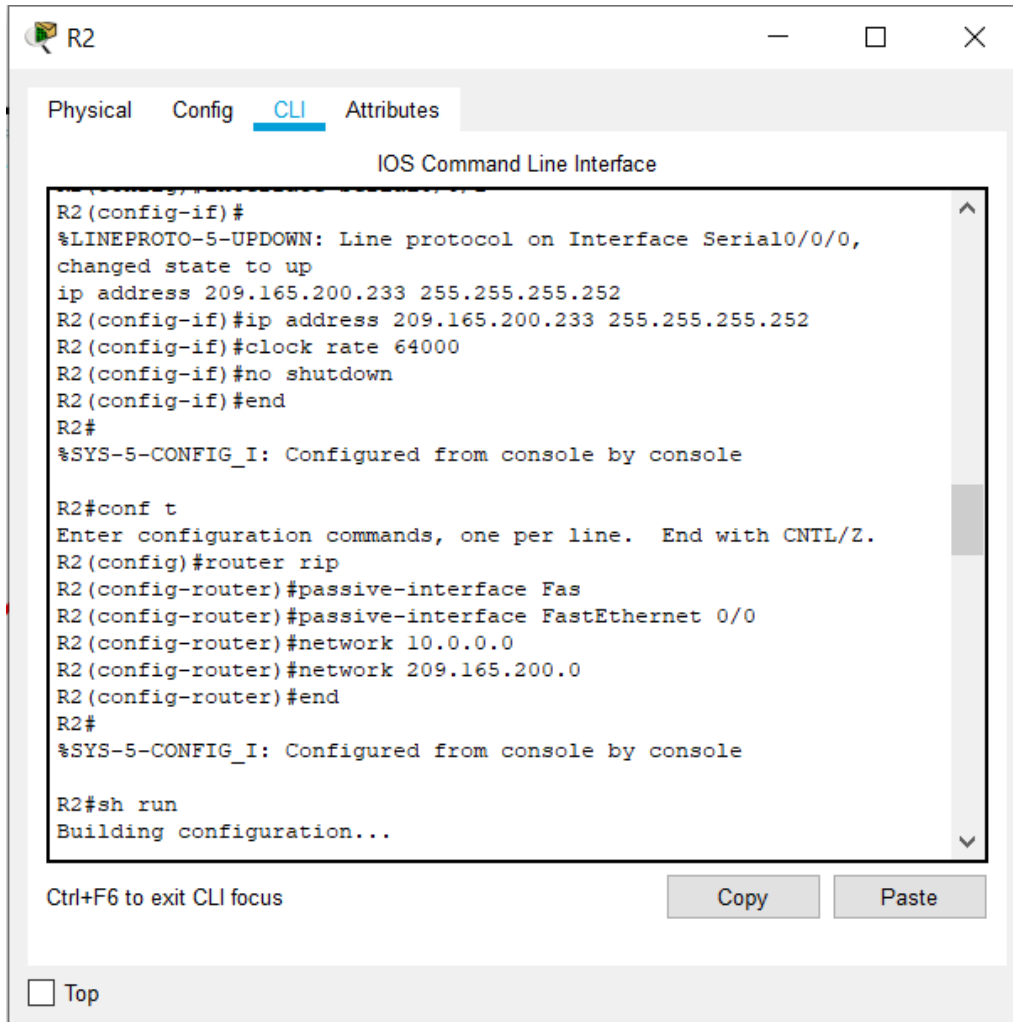 R2
Physical Config CLI Attributes
IOS Command Line Interface
R2(config-if)#
%LINEPROTO-5-UPDOWN: Line protocol on Interface Serial0/0/0,
changed state to up
ip address 209.165.200.233 255.255.255.252
R2(config-if)#ip address 209.165.200.233 255.255.255.252
R2(config-if)#clock rate 64000
R2(config-if)#no shutdown
R2(config-if)#end
R2#
%SYS-5-CONFIG_I: Configured from console by console
R2#conf t
Enter configuration commands, one per line.  End with CNTL/Z.
R2(config)#router rip
R2(config-router)#passive-interface Fas
R2(config-router)#passive-interface FastEthernet 0/0
R2(config-router)#network 10.0.0.0
R2(config-router)#network 209.165.200.0
R2(config-router)#end
R2#
%SYS-5-CONFIG_I: Configured from console by console
R2#sh run
Building configuration...
Ctrl+F6 to exit CLI focus
Copy
Paste
Top